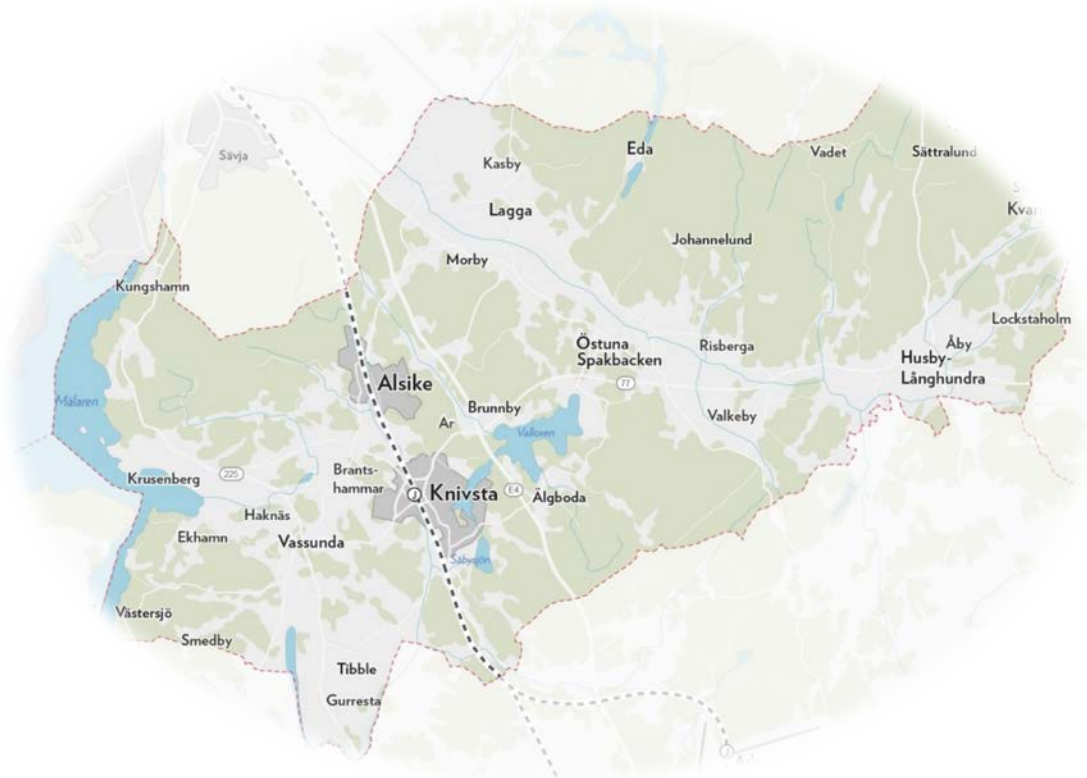 Sävja
Kasby
Eda
Vadet
Sättralund
Lagga
Johannelund
Morby
Kungshamn
Lockstaholm
Östuna
Spakbacken
Risberga
Åby
Husby-
Långhundra
77
Alsike
Mälaren
Brunnby
Valkeby
Ar
Valloxen
Brants-
hammar
225
Krusenberg
Knivsta
J
E4
Älgboda
Haknäs
Ekhamn
Vassunda
Säbysjön
Västersjö
Smedby
Tibble
Gurresta
J